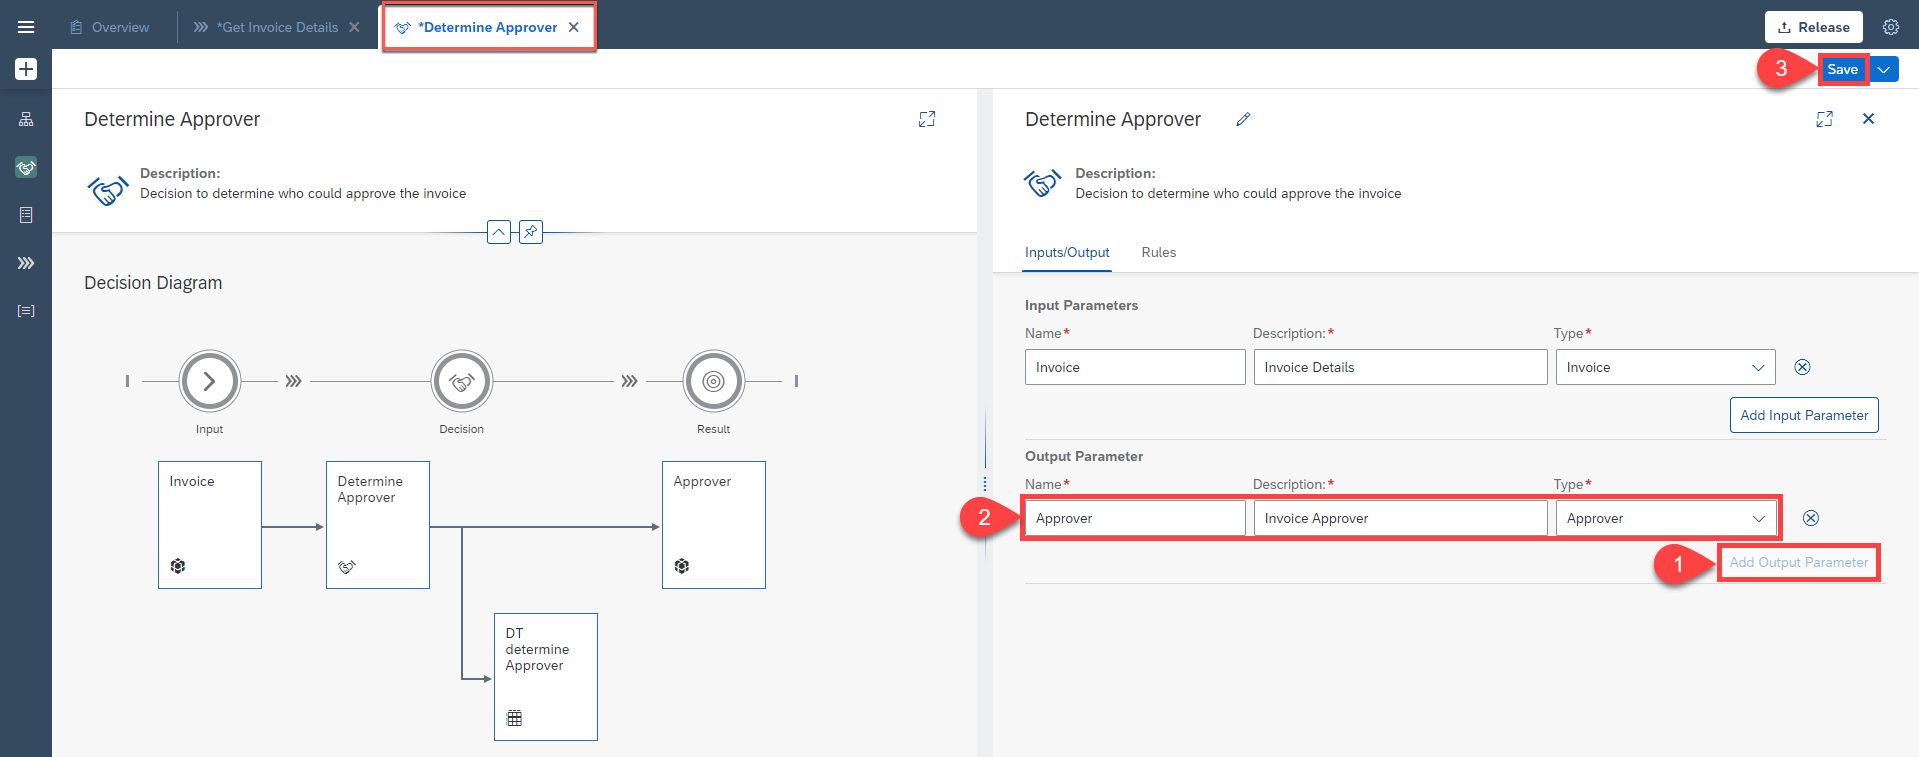 Overview
*Get Invoice Details
*Determine Approver
Release
3
Save
Determine Approver
Description:
Decision to determine who could approve the invoice
Decision Diagram
Input
Decision
Result
Invoice
Determine
Approver
Approver
DT
determine
Approver
Determine Approver
Description:
Decision to determine who could approve the invoice
Inputs/Output
Rules
Input Parameters
Name*
Description:*
Type*
Invoice
Invoice Details
Invoice
Add Input Parameter
Output Parameter
Name*
Description:*
Type*
2
Approver
Invoice Approver
Approver
1
Add Output Parameter